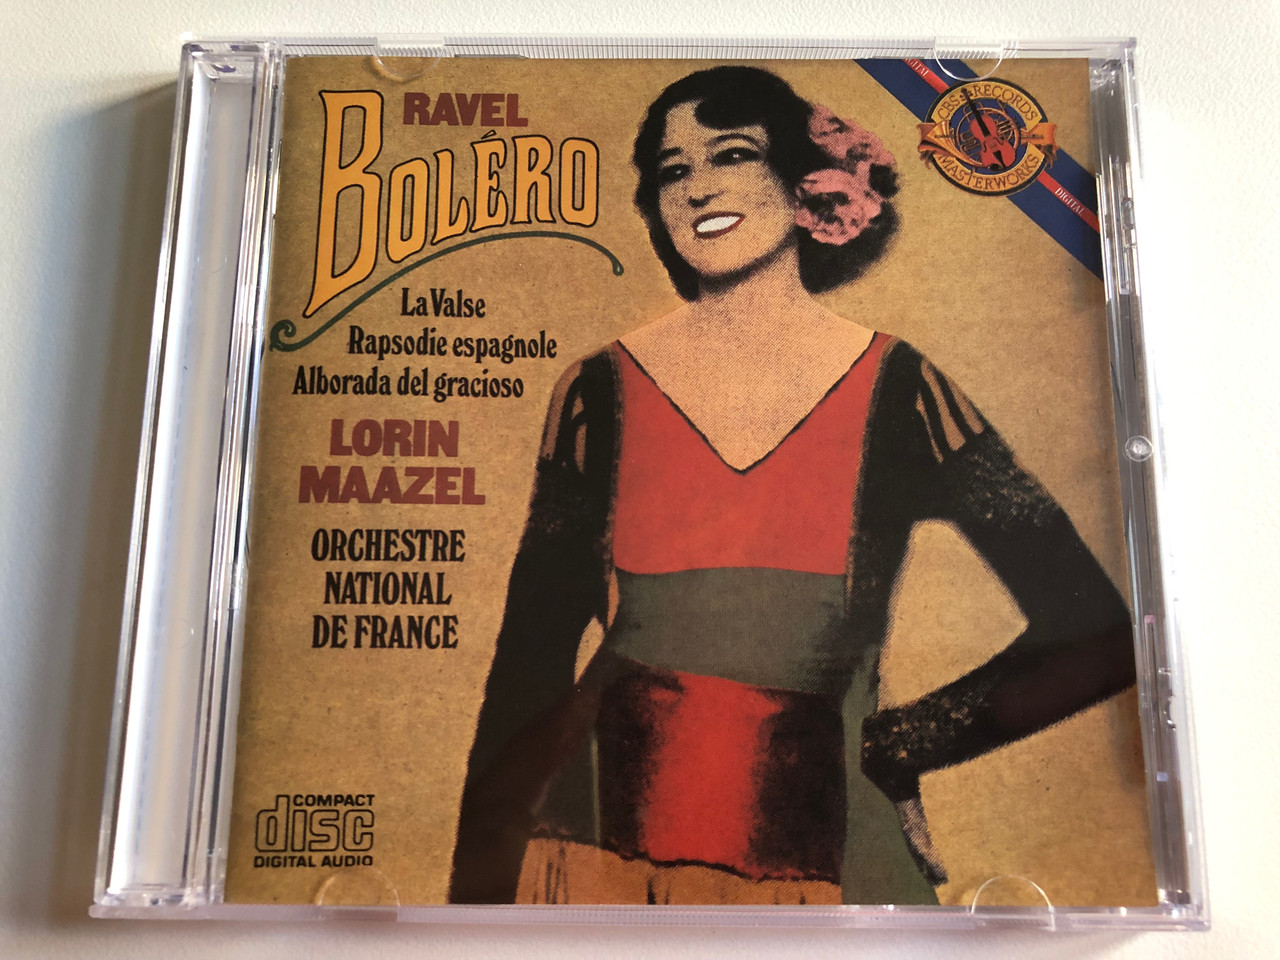 RAVEL
BOLÉRO
La Valse
Rapsodie espagnole
Alborada del gracioso
LORIN
MAAZEL
ORCHESTRE
NATIONAL
DE FRANCE
DIGITAL
CBS RECORDS
MASTERWORKS
DIGITAL
COMPACT
disc
DIGITAL AUDIO